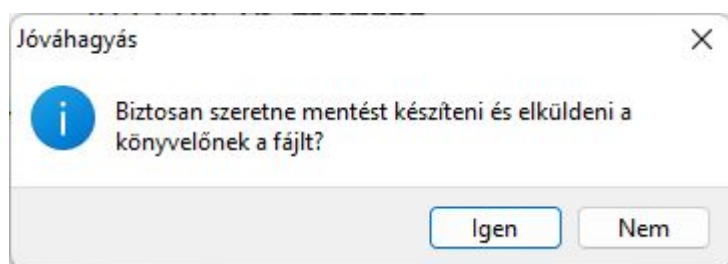 Jóváhagyás
Biztosan szeretne mentést készíteni és elküldeni a
könyvelőnek a fájlt?
Igen
Nem